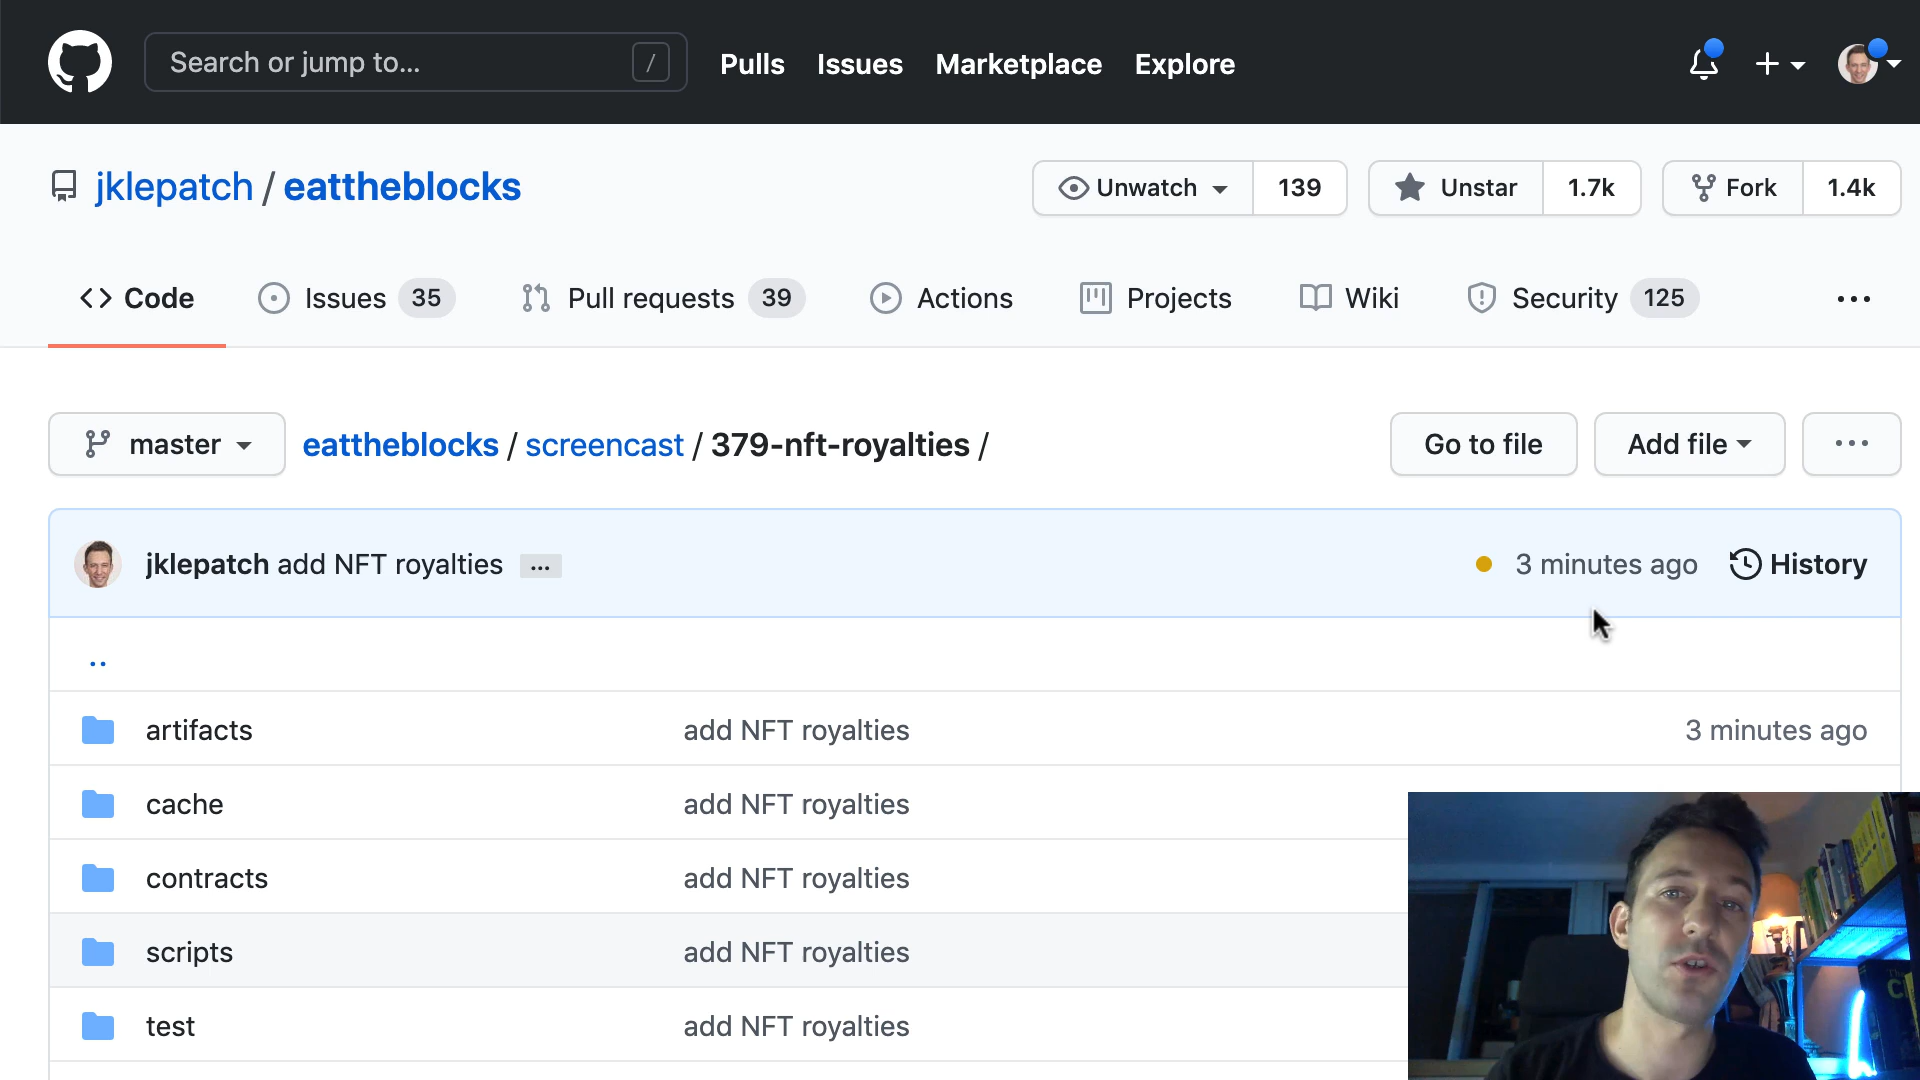 Search or jump to... /
Pulls Issues Marketplace Explore
jklepatch / eattheblocks
Unwatch 139 Unstar 1.7k Fork 1.4k
Code Issues 35 Pull requests 39 Actions Projects Wiki Security 125 ...
master eattheblocks / screencast / 379-nft-royalties / Go to file Add file ...
jklepatch add NFT royalties ... 3 minutes ago History
..
artifacts add NFT royalties 3 minutes ago
cache add NFT royalties
contracts add NFT royalties
scripts add NFT royalties
test add NFT royalties